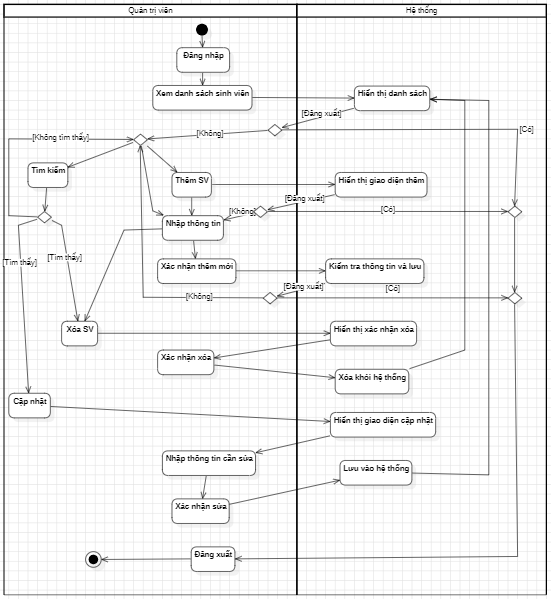 Quản trị viên
Hệ thống
Đăng nhập
Xem danh sách sinh viên
Hiển thị danh sách
[Đăng xuất]
[Không tìm thấy]
[Không]
[Có]
Tìm kiếm
Thêm SV
Hiển thị giao diện thêm
[Đăng xuất]
[Không]
[Có]
Nhập thông tin
[Tìm thấy]
[Tìm thấy]
Xác nhận thêm mới
Kiểm tra thông tin và lưu
[Đăng xuất]
[Không]
[Có]
Xóa SV
Hiển thị xác nhận xóa
Xác nhận xóa
Xóa khỏi hệ thống
Cập nhật
Hiển thị giao diện cập nhật
Nhập thông tin cần sửa
Lưu vào hệ thống
Xác nhận sửa
Đăng xuất